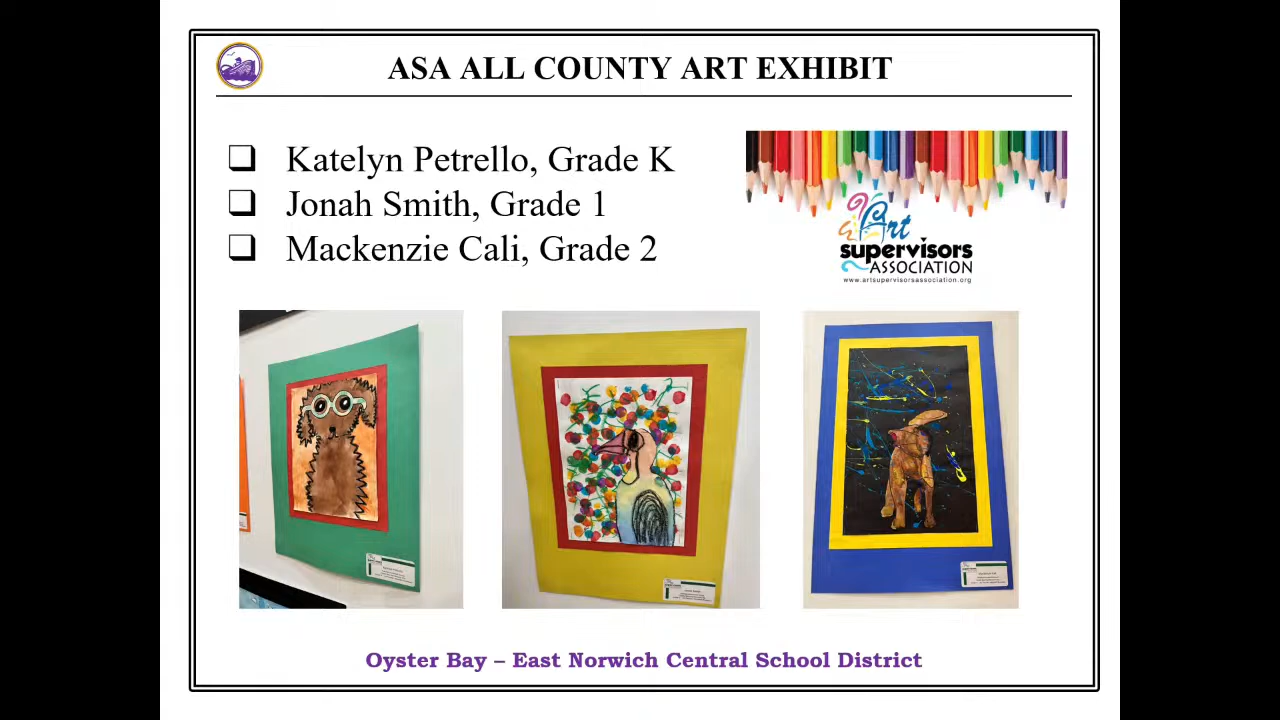 ASA ALL COUNTY ART EXHIBIT
Katelyn Petrello, Grade K
Jonah Smith, Grade 1
Mackenzie Cali, Grade 2
Art
supervisors
ASSOCIATION
www.artsupervisorsassociation.org
Oyster Bay – East Norwich Central School District